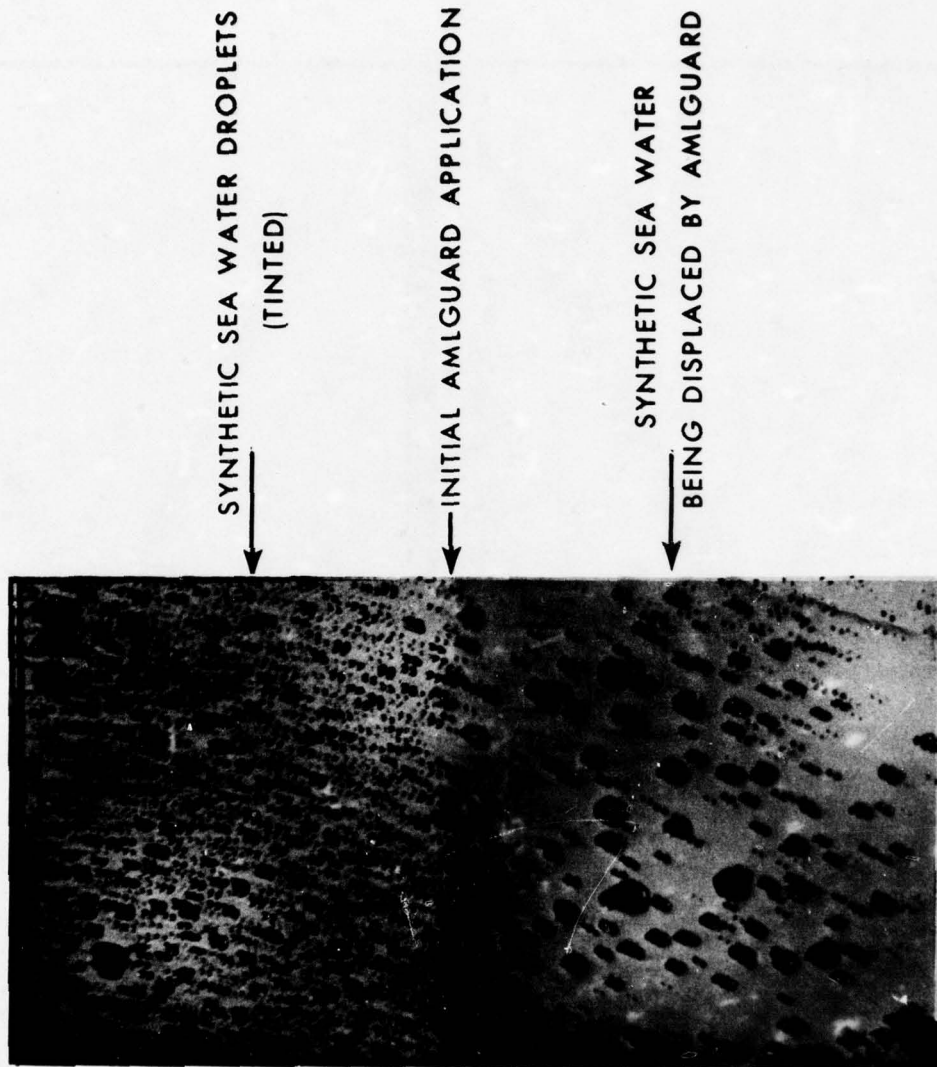 SYNTHETIC SEA WATER DROPLETS
(TINTED)
INITIAL AMLGUARD APPLICATION
SYNTHETIC SEA WATER
BEING DISPLACED BY AMLGUARD